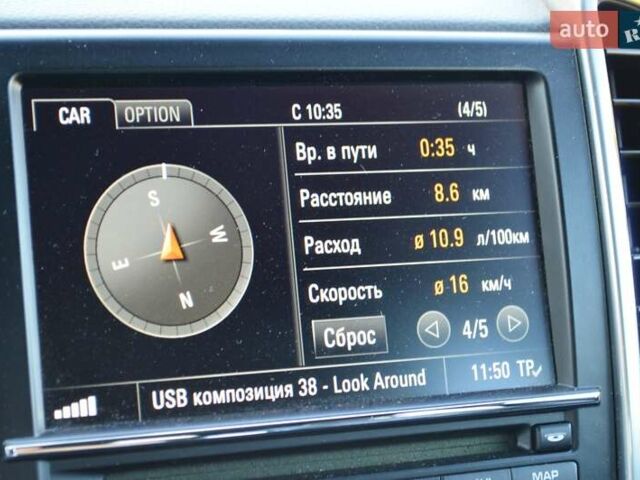 auto
CAR OPTION С 10:35 (4/5)
Вр. в пути 0:35 ч
Расстояние 8.6 км
Расход ø 10.9 л/100км
Скорость ø 16 км/ч
Сброс 4/5
S
W
E
N
USB композиция 38 - Look Around 11:50 TP
MAP